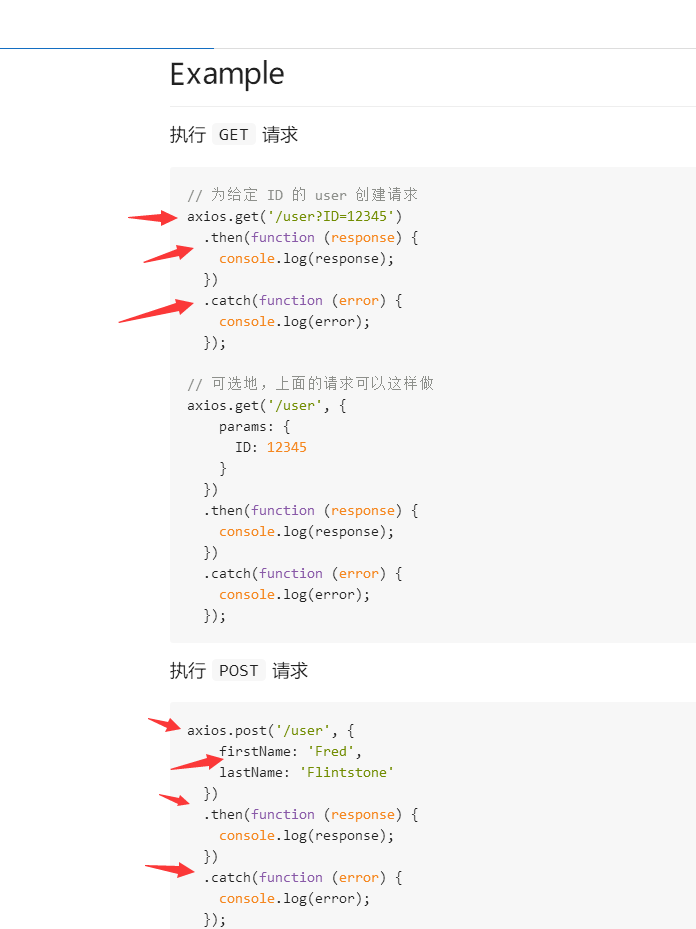 Example
执行 GET 请求
// 为给定 ID 的 user 创建请求
axios.get('/user?ID=12345')
  .then(function (response) {
    console.log(response);
  })
  .catch(function (error) {
    console.log(error);
  });
// 可选地，上面的请求可以这样做
axios.get('/user', {
    params: {
      ID: 12345
    }
  })
  .then(function (response) {
    console.log(response);
  })
  .catch(function (error) {
    console.log(error);
  });
执行 POST 请求
axios.post('/user', {
    firstName: 'Fred',
    lastName: 'Flintstone'
  })
  .then(function (response) {
    console.log(response);
  })
  .catch(function (error) {
    console.log(error);
  });